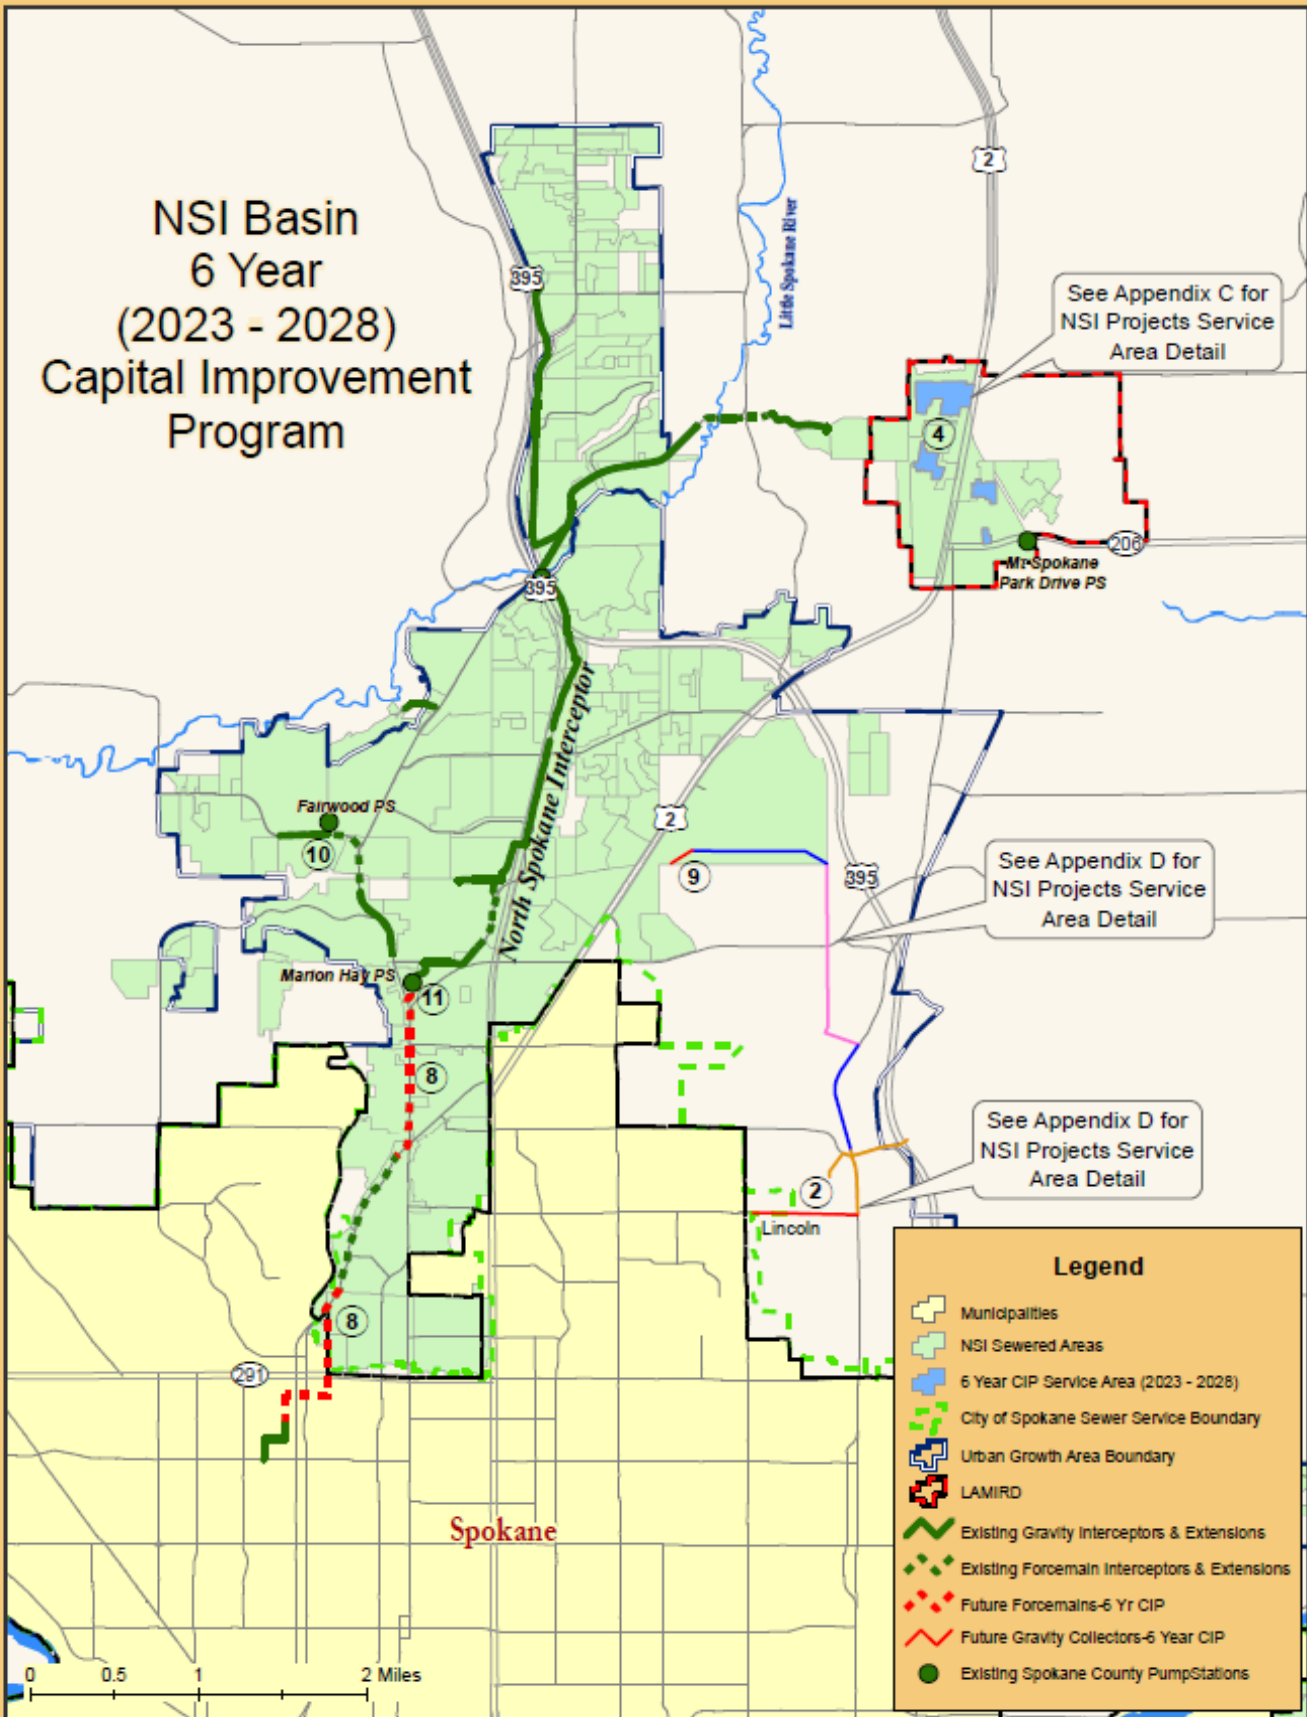 NSI Basin
6 Year
(2023 - 2028)
Capital Improvement
Program
2
395
Little Spokane River
See Appendix C for
NSI Projects Service
Area Detail
4
206
Mt Spokane
Park Drive PS
395
North Spokane Interceptor
Fairwood PS
10
2
9
395
See Appendix D for
NSI Projects Service
Area Detail
Marion Hay PS
11
8
See Appendix D for
NSI Projects Service
Area Detail
2
Lincoln
8
291
Spokane
0 0.5 1 2 Miles
Legend
Municipalities
NSI Sewered Areas
6 Year CIP Service Area (2023 - 2028)
City of Spokane Sewer Service Boundary
Urban Growth Area Boundary
LAMIRD
Existing Gravity Interceptors & Extensions
Existing Forcemain Interceptors & Extensions
Future Forcemains-6 Yr CIP
Future Gravity Collectors-6 Year CIP
Existing Spokane County PumpStations